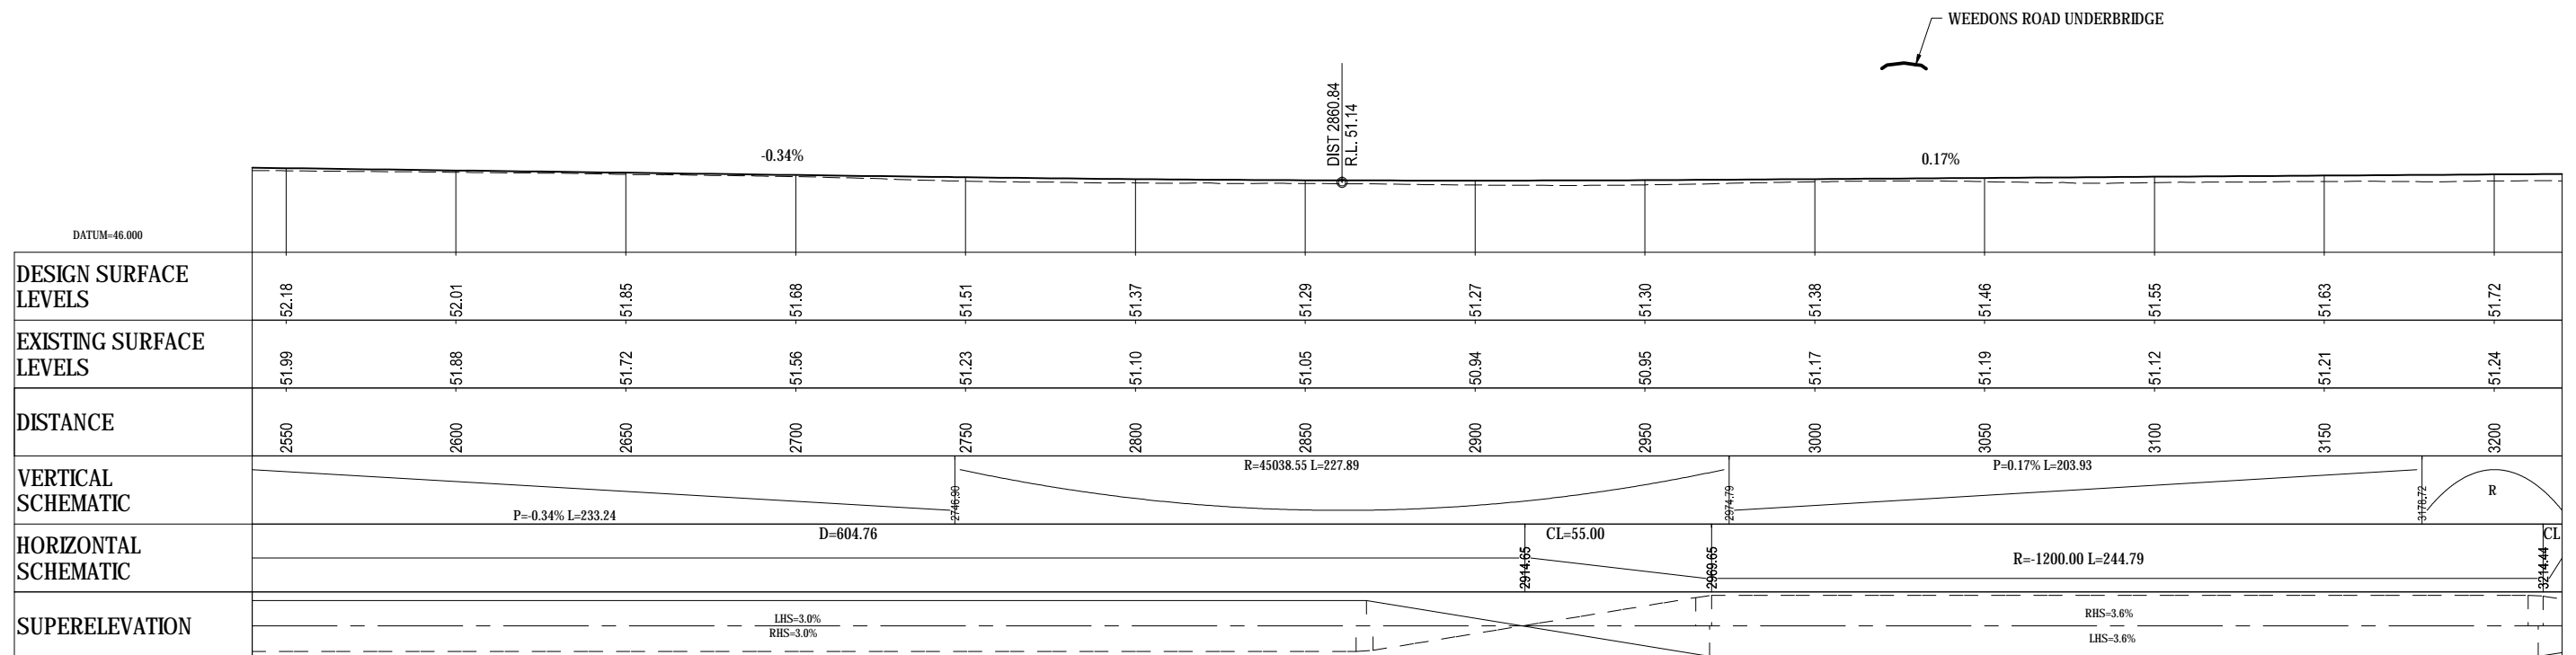 WEEDONS ROAD UNDERBRIDGE
DIST 2860.84
R.L. 51.14
-0.34%
0.17%
DATUM=46.000
DESIGN SURFACE
LEVELS
52.18 52.01 51.85 51.68 51.51 51.37 51.29 51.27 51.30 51.38 51.46 51.55 51.63 51.72
EXISTING SURFACE
LEVELS
51.99 51.88 51.72 51.56 51.23 51.10 51.05 50.94 50.95 51.17 51.19 51.12 51.21 51.24
DISTANCE
2550 2600 2650 2700 2750 2800 2850 2900 2950 3000 3050 3100 3150 3200
VERTICAL
SCHEMATIC
P=-0.34% L=233.24
2746.90
R=45038.55 L=227.89
2974.79
P=0.17% L=203.93
3178.72
R
HORIZONTAL
SCHEMATIC
D=604.76
2914.65
CL=55.00
2969.65
R=-1200.00 L=244.79
3214.44
CL
SUPERELEVATION
LHS=3.0%
RHS=3.0%
RHS=3.6%
LHS=3.6%